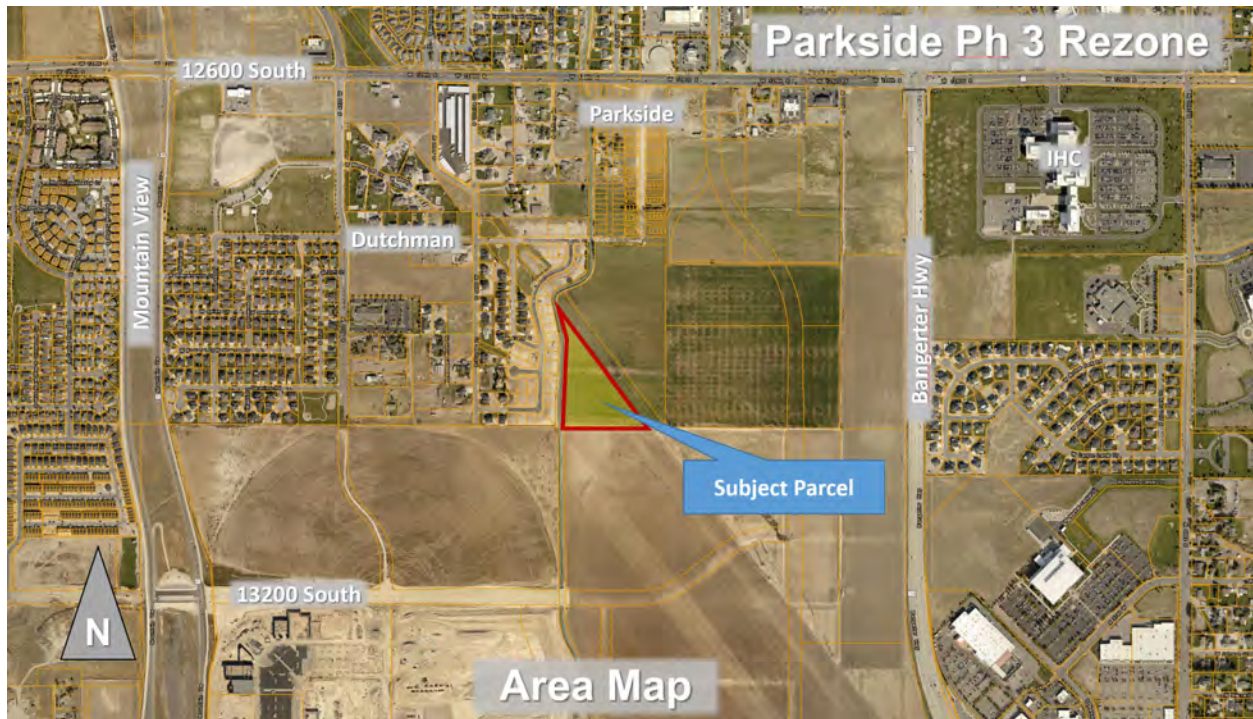 Parkside Ph 3 Rezone
12600 South
Parkside
IHC
Dutchman
Mountain View
Bangerter Hwy
Subject Parcel
13200 South
N
Area Map